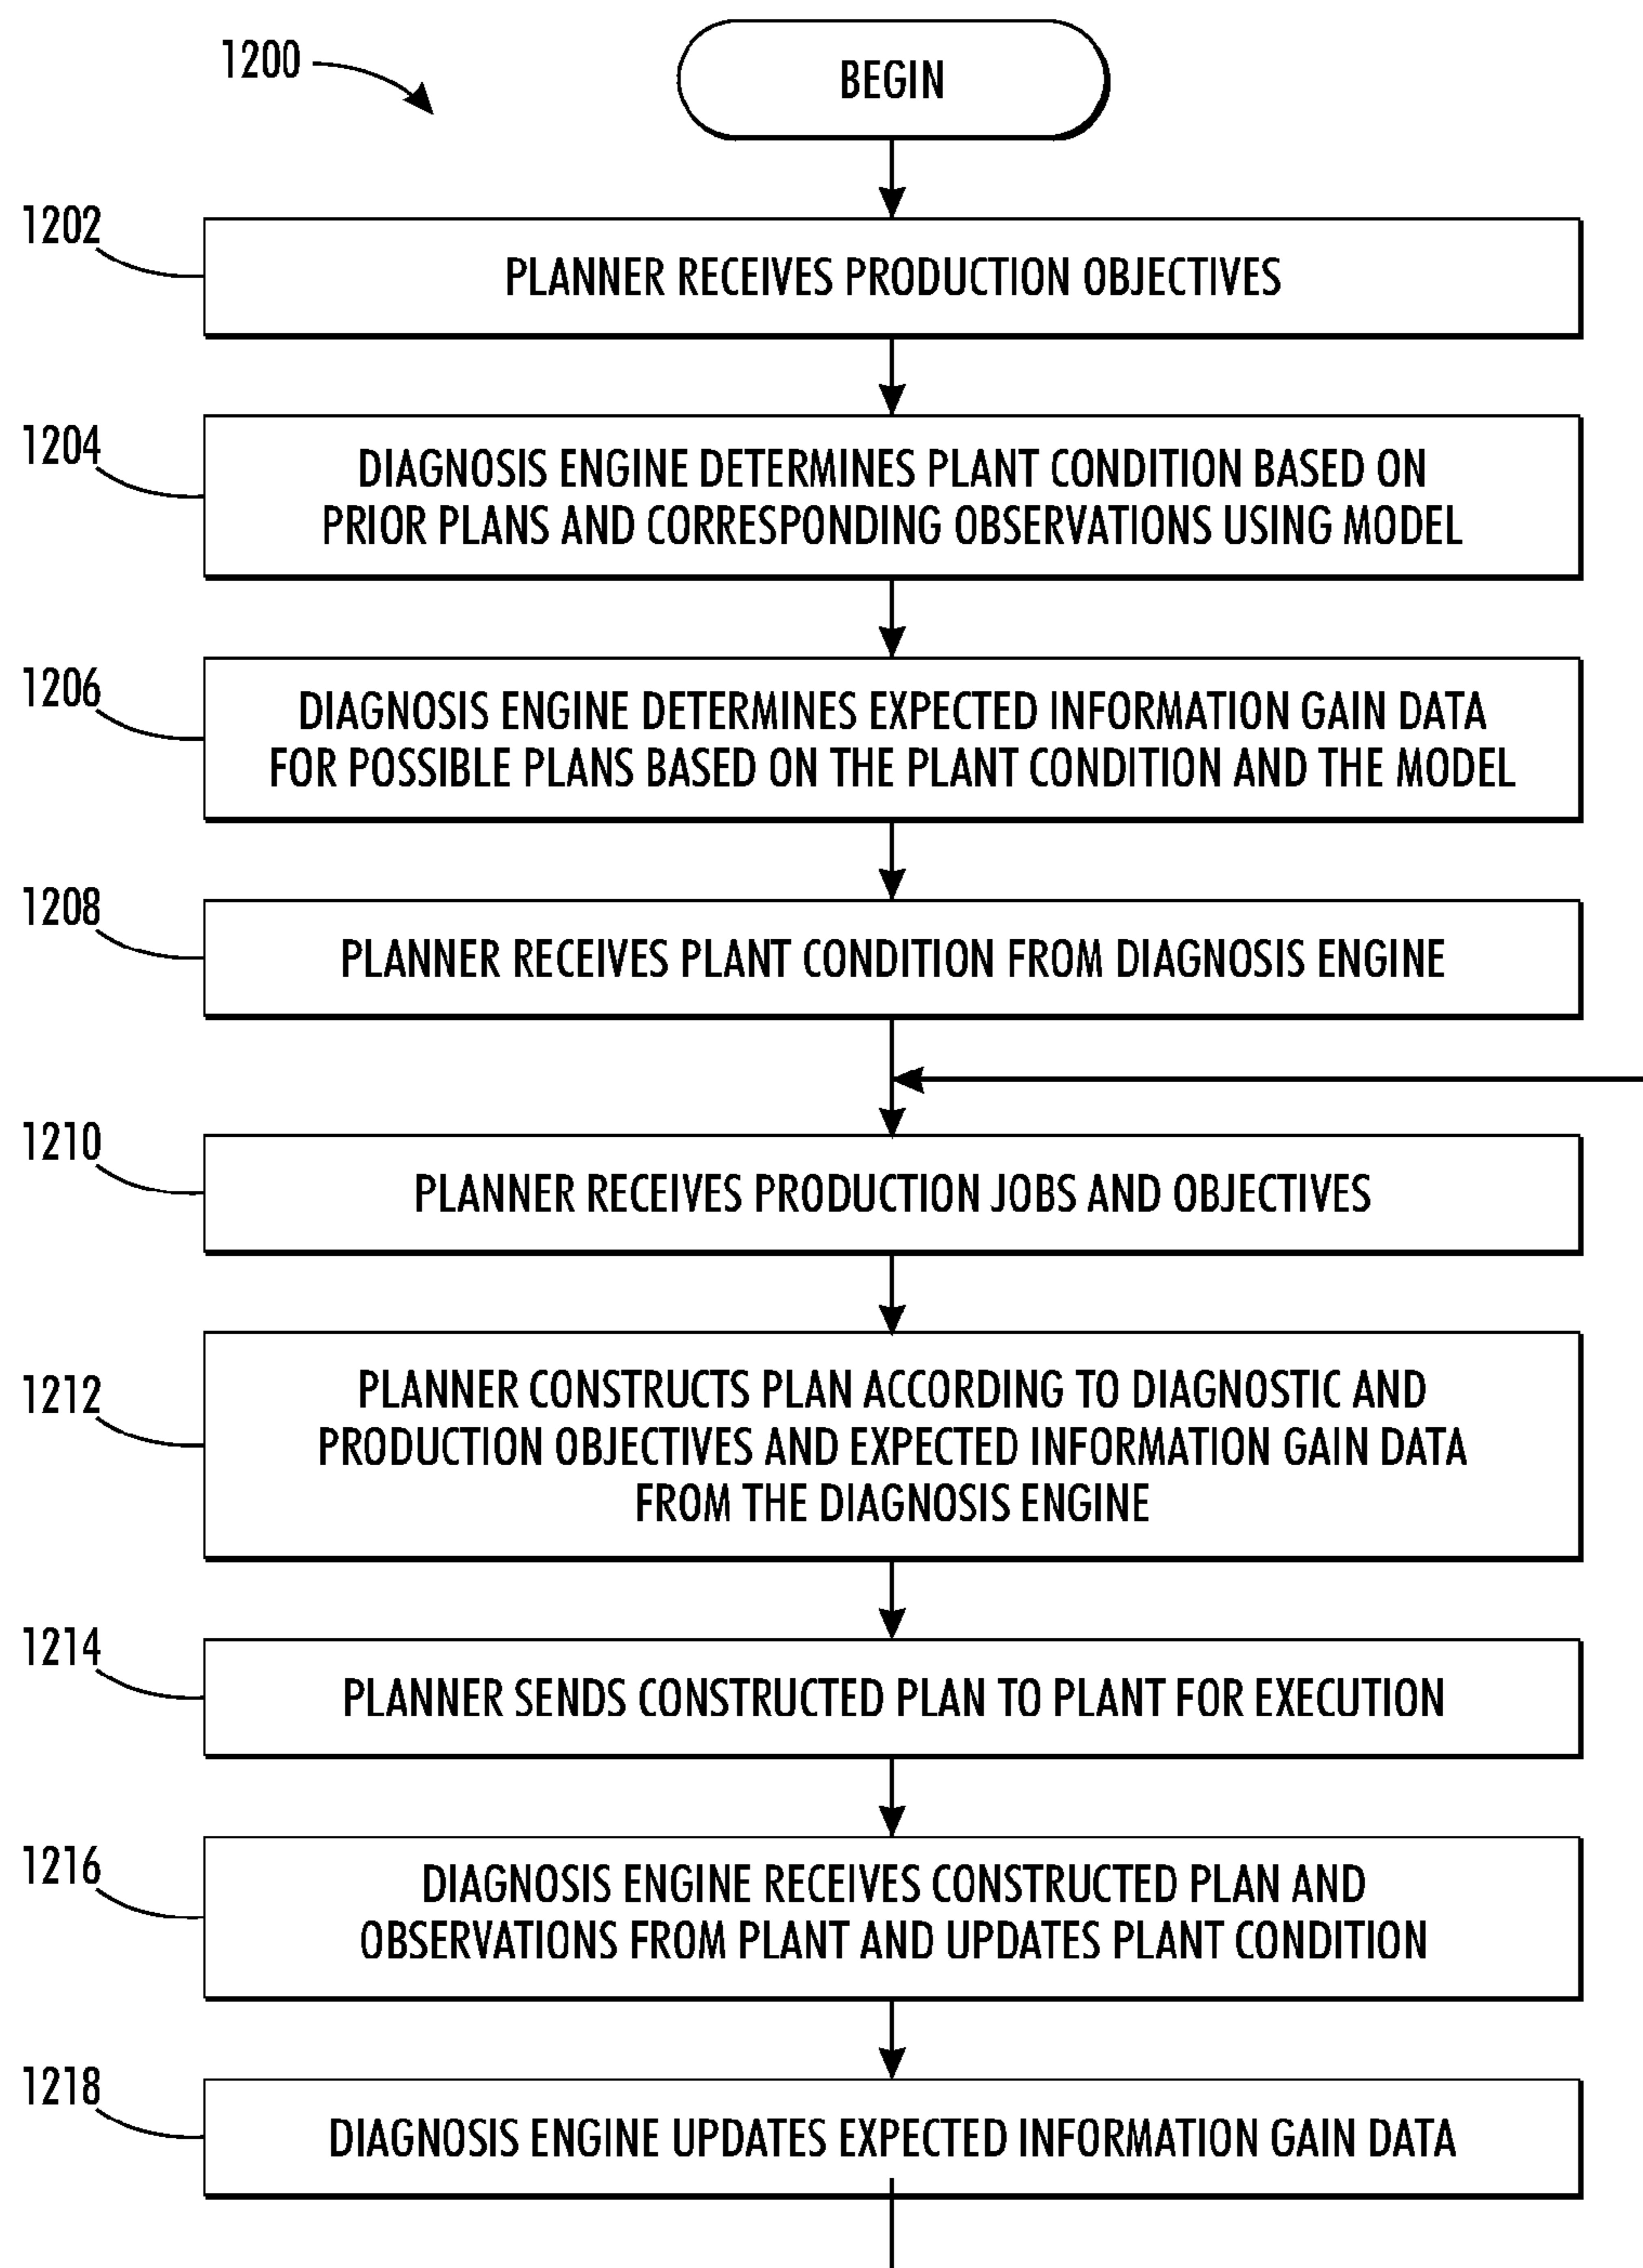 1200
BEGIN
1202
PLANNER RECEIVES PRODUCTION OBJECTIVES
1204
DIAGNOSIS ENGINE DETERMINES PLANT CONDITION BASED ON
PRIOR PLANS AND CORRESPONDING OBSERVATIONS USING MODEL
1206
DIAGNOSIS ENGINE DETERMINES EXPECTED INFORMATION GAIN DATA
FOR POSSIBLE PLANS BASED ON THE PLANT CONDITION AND THE MODEL
1208
PLANNER RECEIVES PLANT CONDITION FROM DIAGNOSIS ENGINE
1210
PLANNER RECEIVES PRODUCTION JOBS AND OBJECTIVES
1212
PLANNER CONSTRUCTS PLAN ACCORDING TO DIAGNOSTIC AND
PRODUCTION OBJECTIVES AND EXPECTED INFORMATION GAIN DATA
FROM THE DIAGNOSIS ENGINE
1214
PLANNER SENDS CONSTRUCTED PLAN TO PLANT FOR EXECUTION
1216
DIAGNOSIS ENGINE RECEIVES CONSTRUCTED PLAN AND
OBSERVATIONS FROM PLANT AND UPDATES PLANT CONDITION
1218
DIAGNOSIS ENGINE UPDATES EXPECTED INFORMATION GAIN DATA